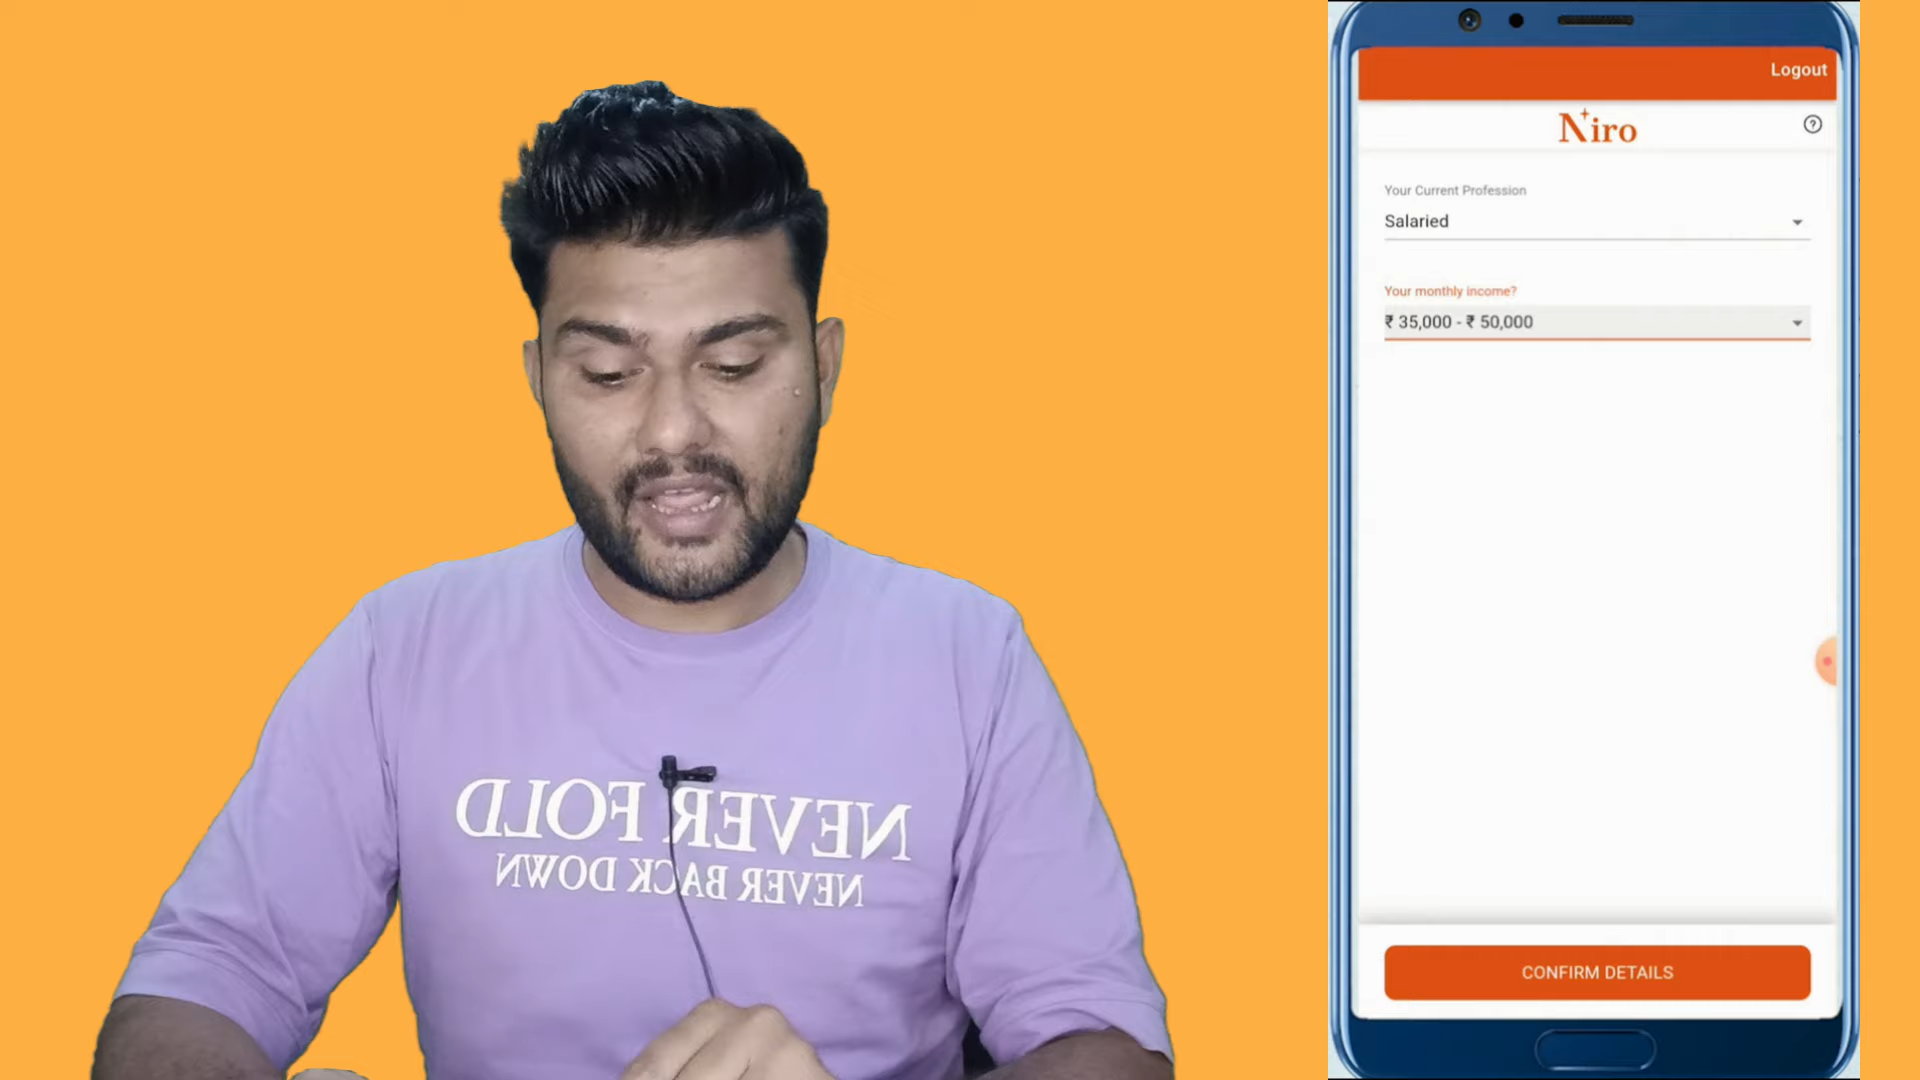 NEVER FOLD
NEVER BACK DOWN
Logout
Niro
?
Your Current Profession
Salaried
Your monthly income?
₹ 35,000 - ₹ 50,000
CONFIRM DETAILS